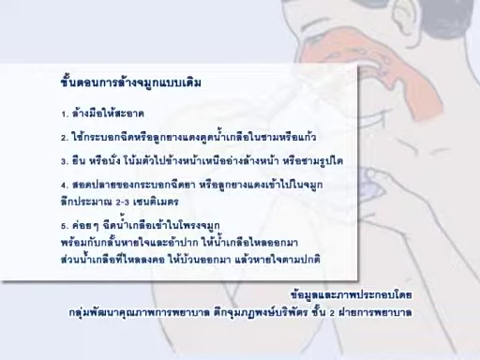 ขั้นตอนการล้างจมูกแบบเดิม
1. ล้างมือให้สะอาด
2. ใช้กระบอกฉีดหรือลูกยางแดงดูดน้ำเกลือในชามหรือแก้ว
3. ยืน หรือนั่ง โน้มตัวไปข้างหน้าเหนืออ่างล้างหน้า หรือชามรูปไต
4. สอดปลายของกระบอกฉีดยา หรือลูกยางแดงเข้าไปในจมูก
ลึกประมาณ 2-3 เซนติเมตร
5. ค่อยๆ ฉีดน้ำเกลือเข้าในโพรงจมูก
พร้อมกับกลั้นหายใจและอ้าปาก ให้น้ำเกลือไหลออกมา
ส่วนน้ำเกลือที่ไหลลงคอ ให้บ้วนออกมา แล้วหายใจตามปกติ
ข้อมูลและภาพประกอบโดย
กลุ่มพัฒนาคุณภาพการพยาบาล ตึกจุมภฏพงษ์บริพัตร ชั้น 2 ฝ่ายการพยาบาล